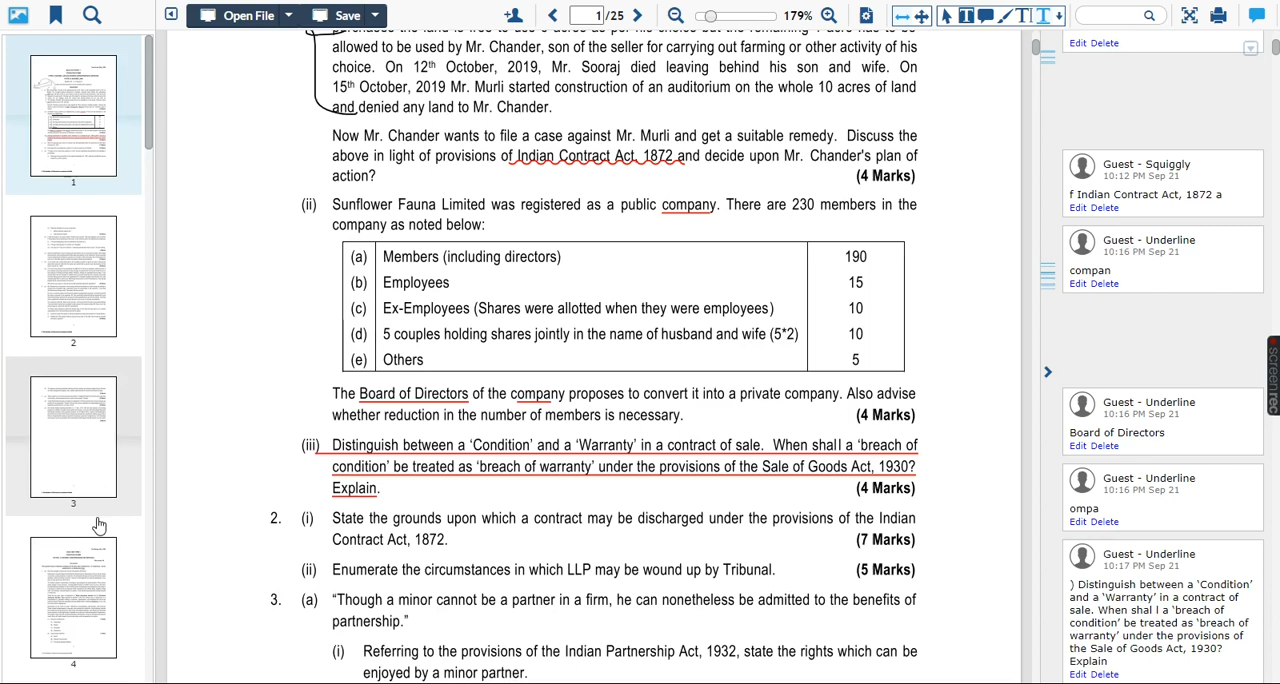 Open File
Save
1
/25
179%
purchases the land is free to use 9 acre as per his choice but the remaining 1 acre has to be
allowed to be used by Mr. Chander, son of the seller for carrying out farming or other activity of his
choice. On 12th October, 2019, Mr. Sooraj died leaving behind his son and wife. On
15th October, 2019 Mr. Murli started construction of an auditorium on the whole 10 acres of land
and denied any land to Mr. Chander.
Now Mr. Chander wants to file a case against Mr. Murli and get a suitable remedy. Discuss the
above in light of provisions of Indian Contract Act, 1872 and decide upon Mr. Chander's plan of
action? (4 Marks)
(ii) Sunflower Fauna Limited was registered as a public company. There are 230 members in the
company as noted below:
(a) Members (including directors) 190
(b) Employees 15
(c) Ex-Employees (Shares were allotted when they were employees) 10
(d) 5 couples holding shares jointly in the name of husband and wife (5*2) 10
(e) Others 5
The Board of Directors of the company proposes to convert it into a private company. Also advise
whether reduction in the number of members is necessary. (4 Marks)
(iii) Distinguish between a ‘Condition’ and a ‘Warranty’ in a contract of sale. When shall a ‘breach of
condition’ be treated as ‘breach of warranty’ under the provisions of the Sale of Goods Act, 1930?
Explain. (4 Marks)
2. (i) State the grounds upon which a contract may be discharged under the provisions of the Indian
Contract Act, 1872. (7 Marks)
(ii) Enumerate the circumstances in which LLP may be wound up by Tribunal. (5 Marks)
3. (a) “Though a minor cannot be a partner in a firm, he can nonetheless be admitted to the benefits of
partnership.”
(i) Referring to the provisions of the Indian Partnership Act, 1932, state the rights which can be
enjoyed by a minor partner.
1
2
3
4
Edit Delete
Guest - Squiggly
10:12 PM Sep 21
f Indian Contract Act, 1872 a
Edit Delete
Guest - Underline
10:16 PM Sep 21
compan
Edit Delete
Guest - Underline
10:16 PM Sep 21
Board of Directors
Edit Delete
Guest - Underline
10:16 PM Sep 21
ompa
Edit Delete
Guest - Underline
10:17 PM Sep 21
) Distinguish between a ‘Condition’
and a ‘Warranty’ in a contract of
sale. When shal l a ‘breach of
condition’ be treated as ‘breach of
warranty’ under the provisions of
the Sale of Goods Act, 1930?
Explain
Edit Delete
screenrec